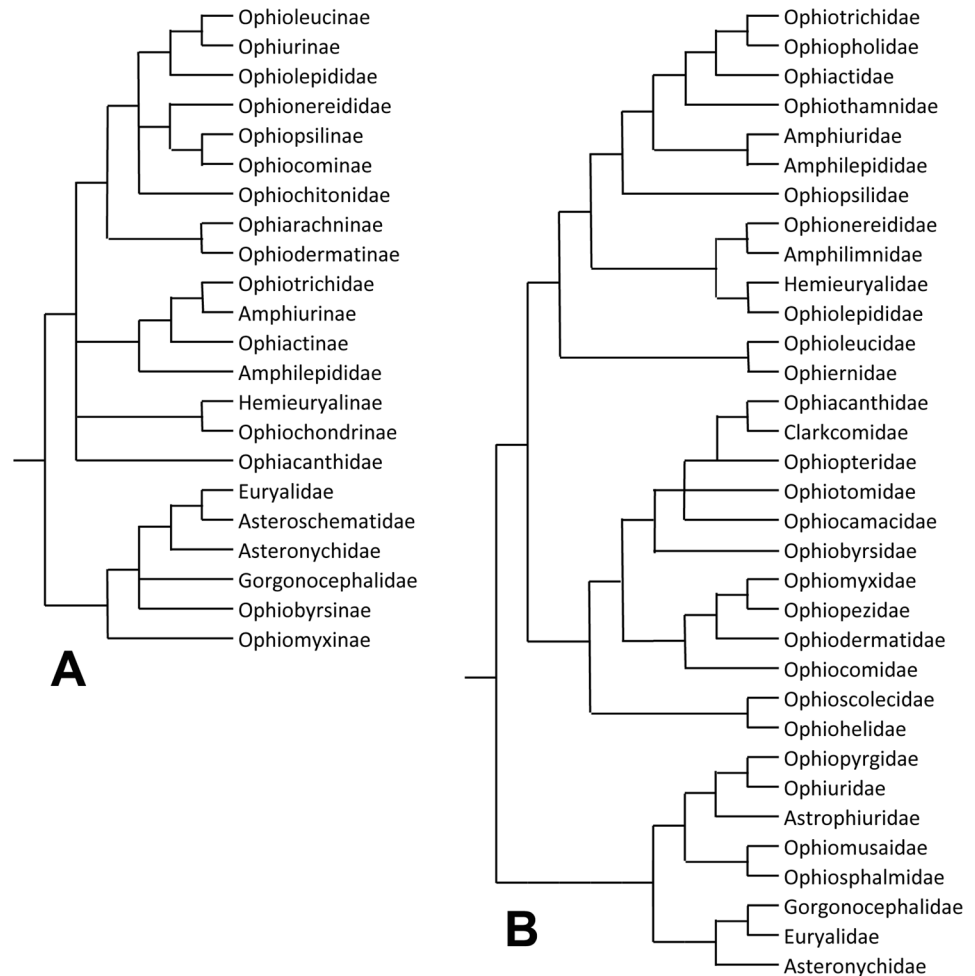 Ophioleucinae
Ophiurinae
Ophiolepididae
Ophionereididae
Ophiopsilinae
Ophiocominae
Ophiochitonidae
Ophiarachninae
Ophiodermatinae
Ophiotrichidae
Amphiurinae
Ophiactinae
Amphilepididae
Hemieuryalinae
Ophiochondrinae
Ophiacanthidae
Euryalidae
Asteroschematidae
Asteronychidae
Gorgonocephalidae
Ophiobyrsinae
Ophiomyxinae
A
Ophiotrichidae
Ophiopholidae
Ophiactidae
Ophiothamnidae
Amphiuridae
Amphilepididae
Ophiopsilidae
Ophionereididae
Amphilimnidae
Hemieuryalidae
Ophiolepididae
Ophioleucidae
Ophiernidae
Ophiacanthidae
Clarkcomidae
Ophiopteridae
Ophiotomidae
Ophiocamacidae
Ophiobyrsidae
Ophiomyxidae
Ophiopezidae
Ophiodermatidae
Ophiocomidae
Ophioscolecidae
Ophiohelidae
Ophiopyrgidae
Ophiuridae
Astrophiuridae
Ophiomusaidae
Ophiosphalmidae
Gorgonocephalidae
Euryalidae
Asteronychidae
B